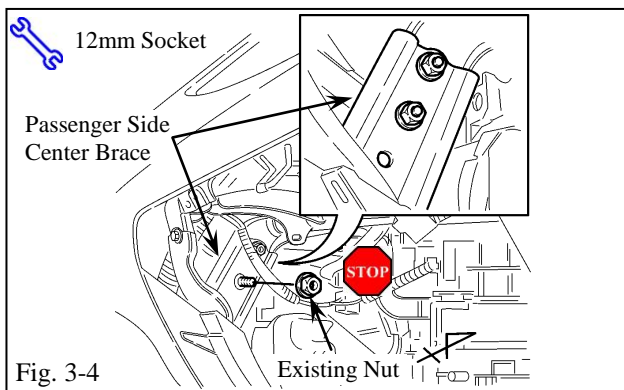 12mm Socket
Passenger Side
Center Brace
STOP
Existing Nut
Fig. 3-4